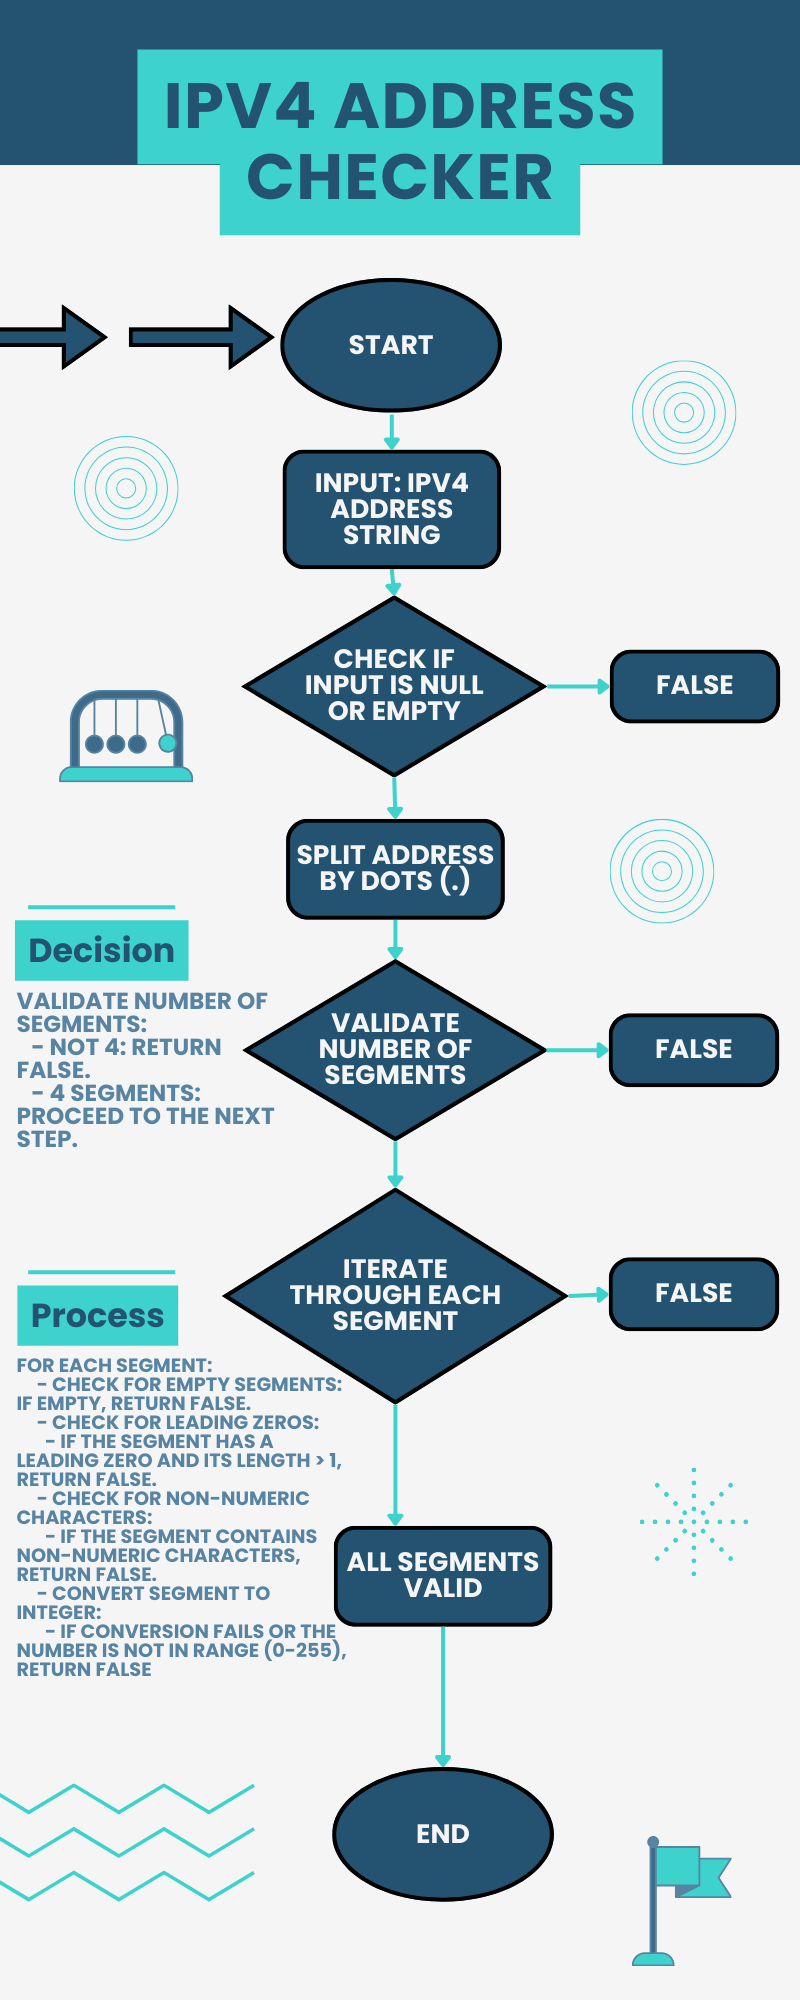 IPV4 ADDRESS
CHECKER
START
INPUT: IPV4
ADDRESS
STRING
CHECK IF
INPUT IS NULL
OR EMPTY
FALSE
SPLIT ADDRESS
BY DOTS (.)
Decision
VALIDATE NUMBER OF
SEGMENTS:
- NOT 4: RETURN
FALSE.
- 4 SEGMENTS:
PROCEED TO THE NEXT
STEP.
VALIDATE
NUMBER OF
SEGMENTS
FALSE
ITERATE
THROUGH EACH
SEGMENT
FALSE
Process
FOR EACH SEGMENT:
- CHECK FOR EMPTY SEGMENTS:
IF EMPTY, RETURN FALSE.
- CHECK FOR LEADING ZEROS:
- IF THE SEGMENT HAS A
LEADING ZERO AND ITS LENGTH > 1,
RETURN FALSE.
- CHECK FOR NON-NUMERIC
CHARACTERS:
- IF THE SEGMENT CONTAINS
NON-NUMERIC CHARACTERS,
RETURN FALSE.
- CONVERT SEGMENT TO
INTEGER:
- IF CONVERSION FAILS OR THE
NUMBER IS NOT IN RANGE (0-255),
RETURN FALSE
ALL SEGMENTS
VALID
END